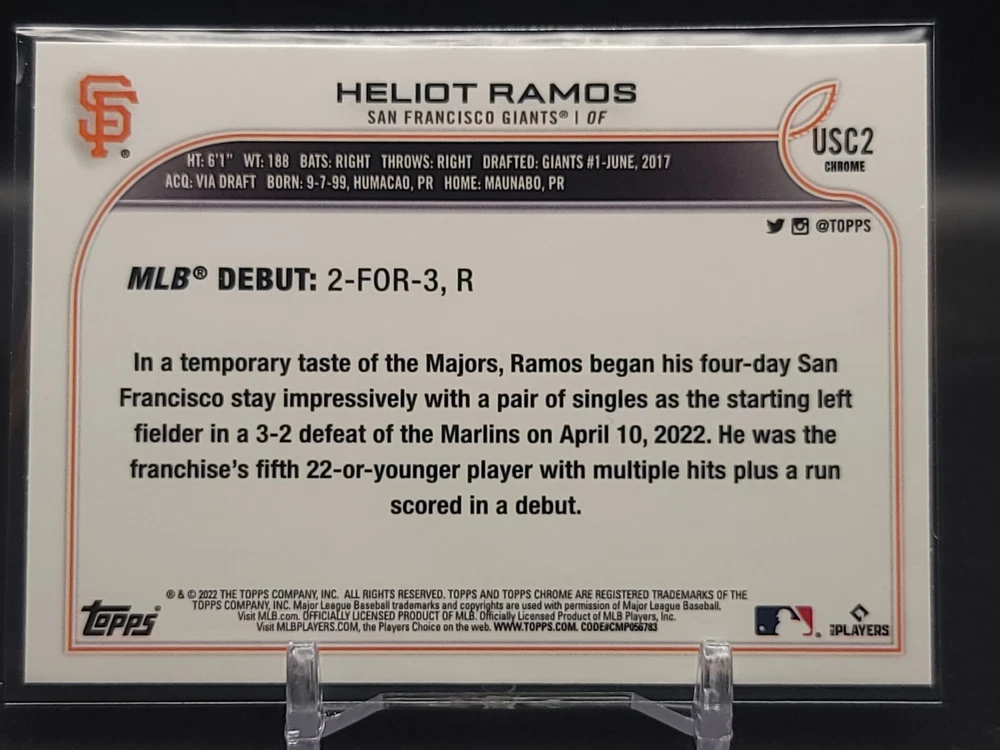 SF ®
HELIOT RAMOS
SAN FRANCISCO GIANTS® | OF
USC2
CHROME
HT: 6'1" WT: 188 BATS: RIGHT THROWS: RIGHT DRAFTED: GIANTS #1-JUNE, 2017
ACQ: VIA DRAFT BORN: 9-7-99, HUMACAO, PR HOME: MAUNABO, PR
@TOPPS
MLB® DEBUT: 2-FOR-3, R
In a temporary taste of the Majors, Ramos began his four-day San
Francisco stay impressively with a pair of singles as the starting left
fielder in a 3-2 defeat of the Marlins on April 10, 2022. He was the
franchise's fifth 22-or-younger player with multiple hits plus a run
scored in a debut.
® & © 2022 THE TOPPS COMPANY, INC. ALL RIGHTS RESERVED. TOPPS AND TOPPS CHROME ARE REGISTERED TRADEMARKS OF THE
TOPPS COMPANY, INC. Major League Baseball trademarks and copyrights are used with permission of Major League Baseball.
Visit MLB.com. OFFICIALLY LICENSED PRODUCT OF MLB. Officially Licensed Product of MLB Players, Inc.
Visit MLBPLAYERS.COM, the Players Choice on the web. WWW.TOPPS.COM. CODE#CMP056783
Topps
MLB PLAYERS